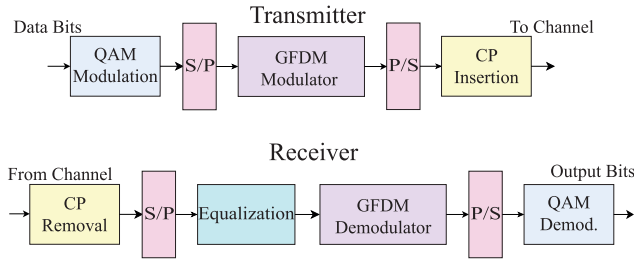 Transmitter
Data Bits
To Channel
QAM
Modulation
S/P
GFDM
Modulator
P/S
CP
Insertion
Receiver
From Channel
Output Bits
CP
Removal
S/P
Equalization
GFDM
Demodulator
P/S
QAM
Demod.